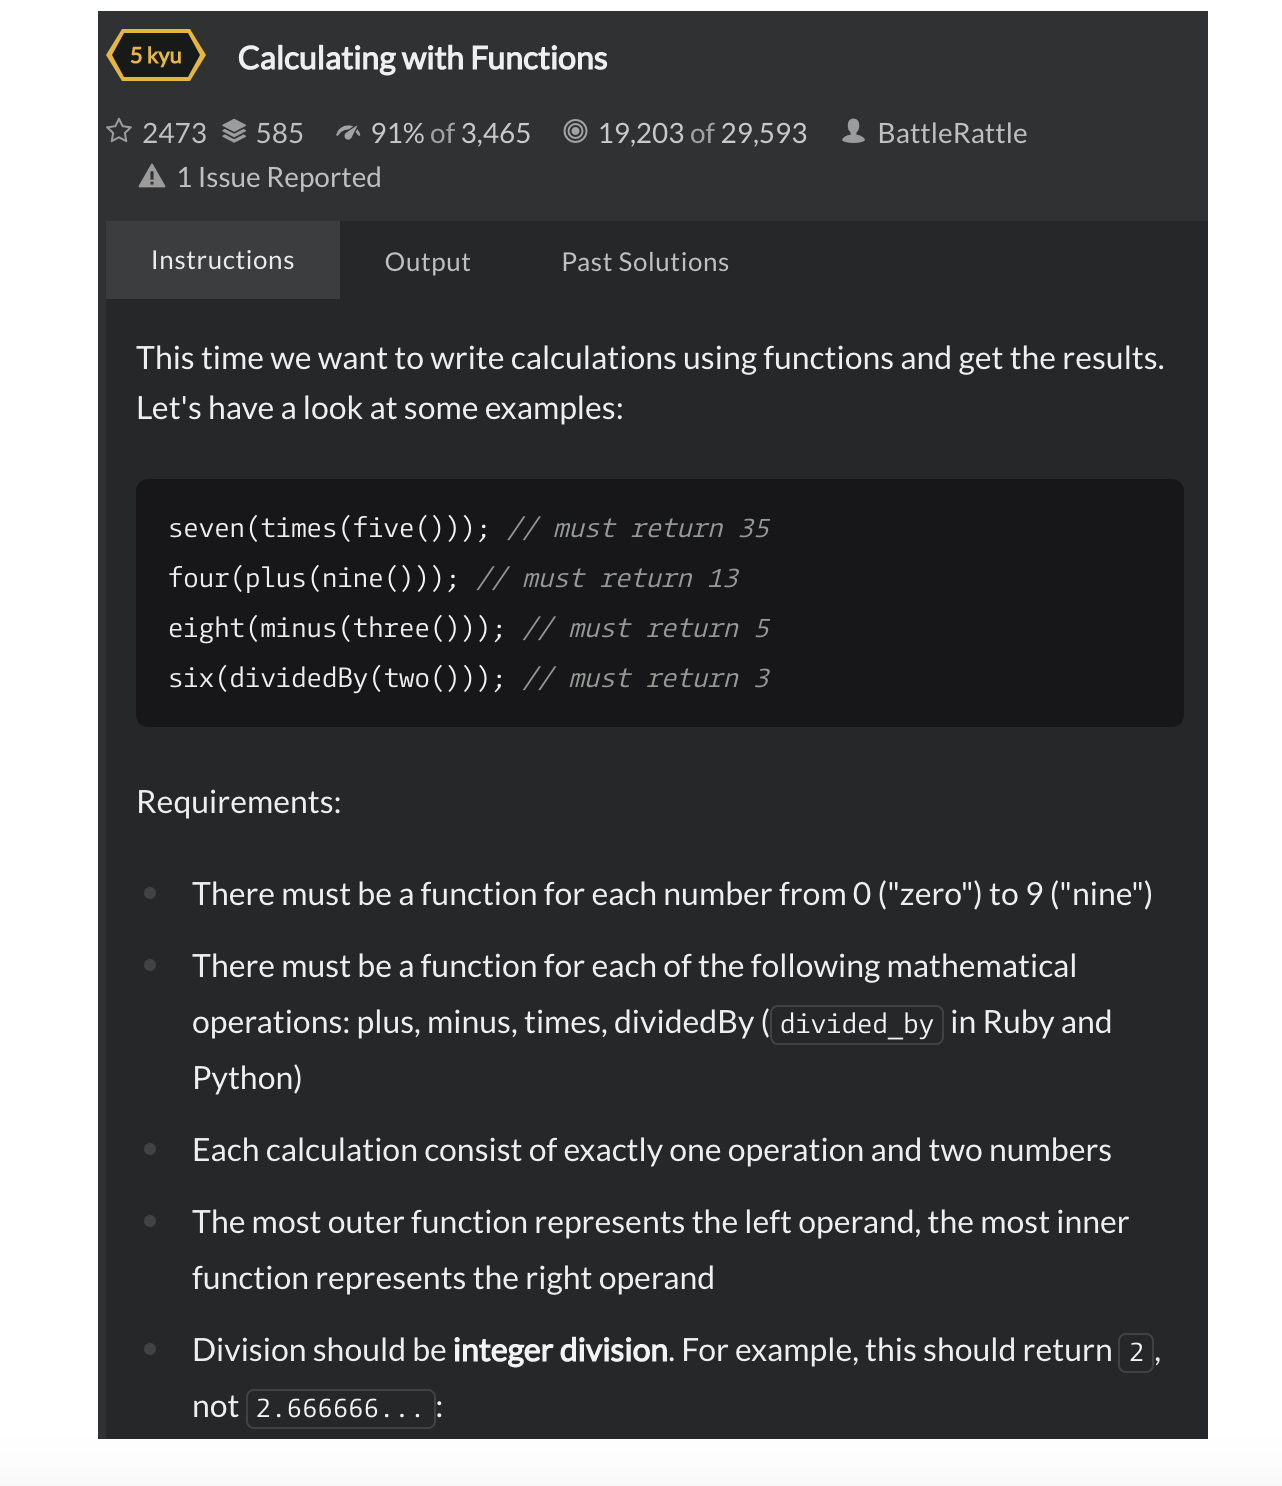 5 kyu
Calculating with Functions
2473 585 91% of 3,465 19,203 of 29,593 BattleRattle
1 Issue Reported
Instructions Output Past Solutions
This time we want to write calculations using functions and get the results.
Let's have a look at some examples:
seven(times(five())); // must return 35
four(plus(nine())); // must return 13
eight(minus(three())); // must return 5
six(dividedBy(two())); // must return 3
Requirements:
There must be a function for each number from 0 ("zero") to 9 ("nine")
There must be a function for each of the following mathematical
operations: plus, minus, times, dividedBy (divided_by in Ruby and
Python)
Each calculation consist of exactly one operation and two numbers
The most outer function represents the left operand, the most inner
function represents the right operand
Division should be integer division. For example, this should return 2,
not 2.666666...: